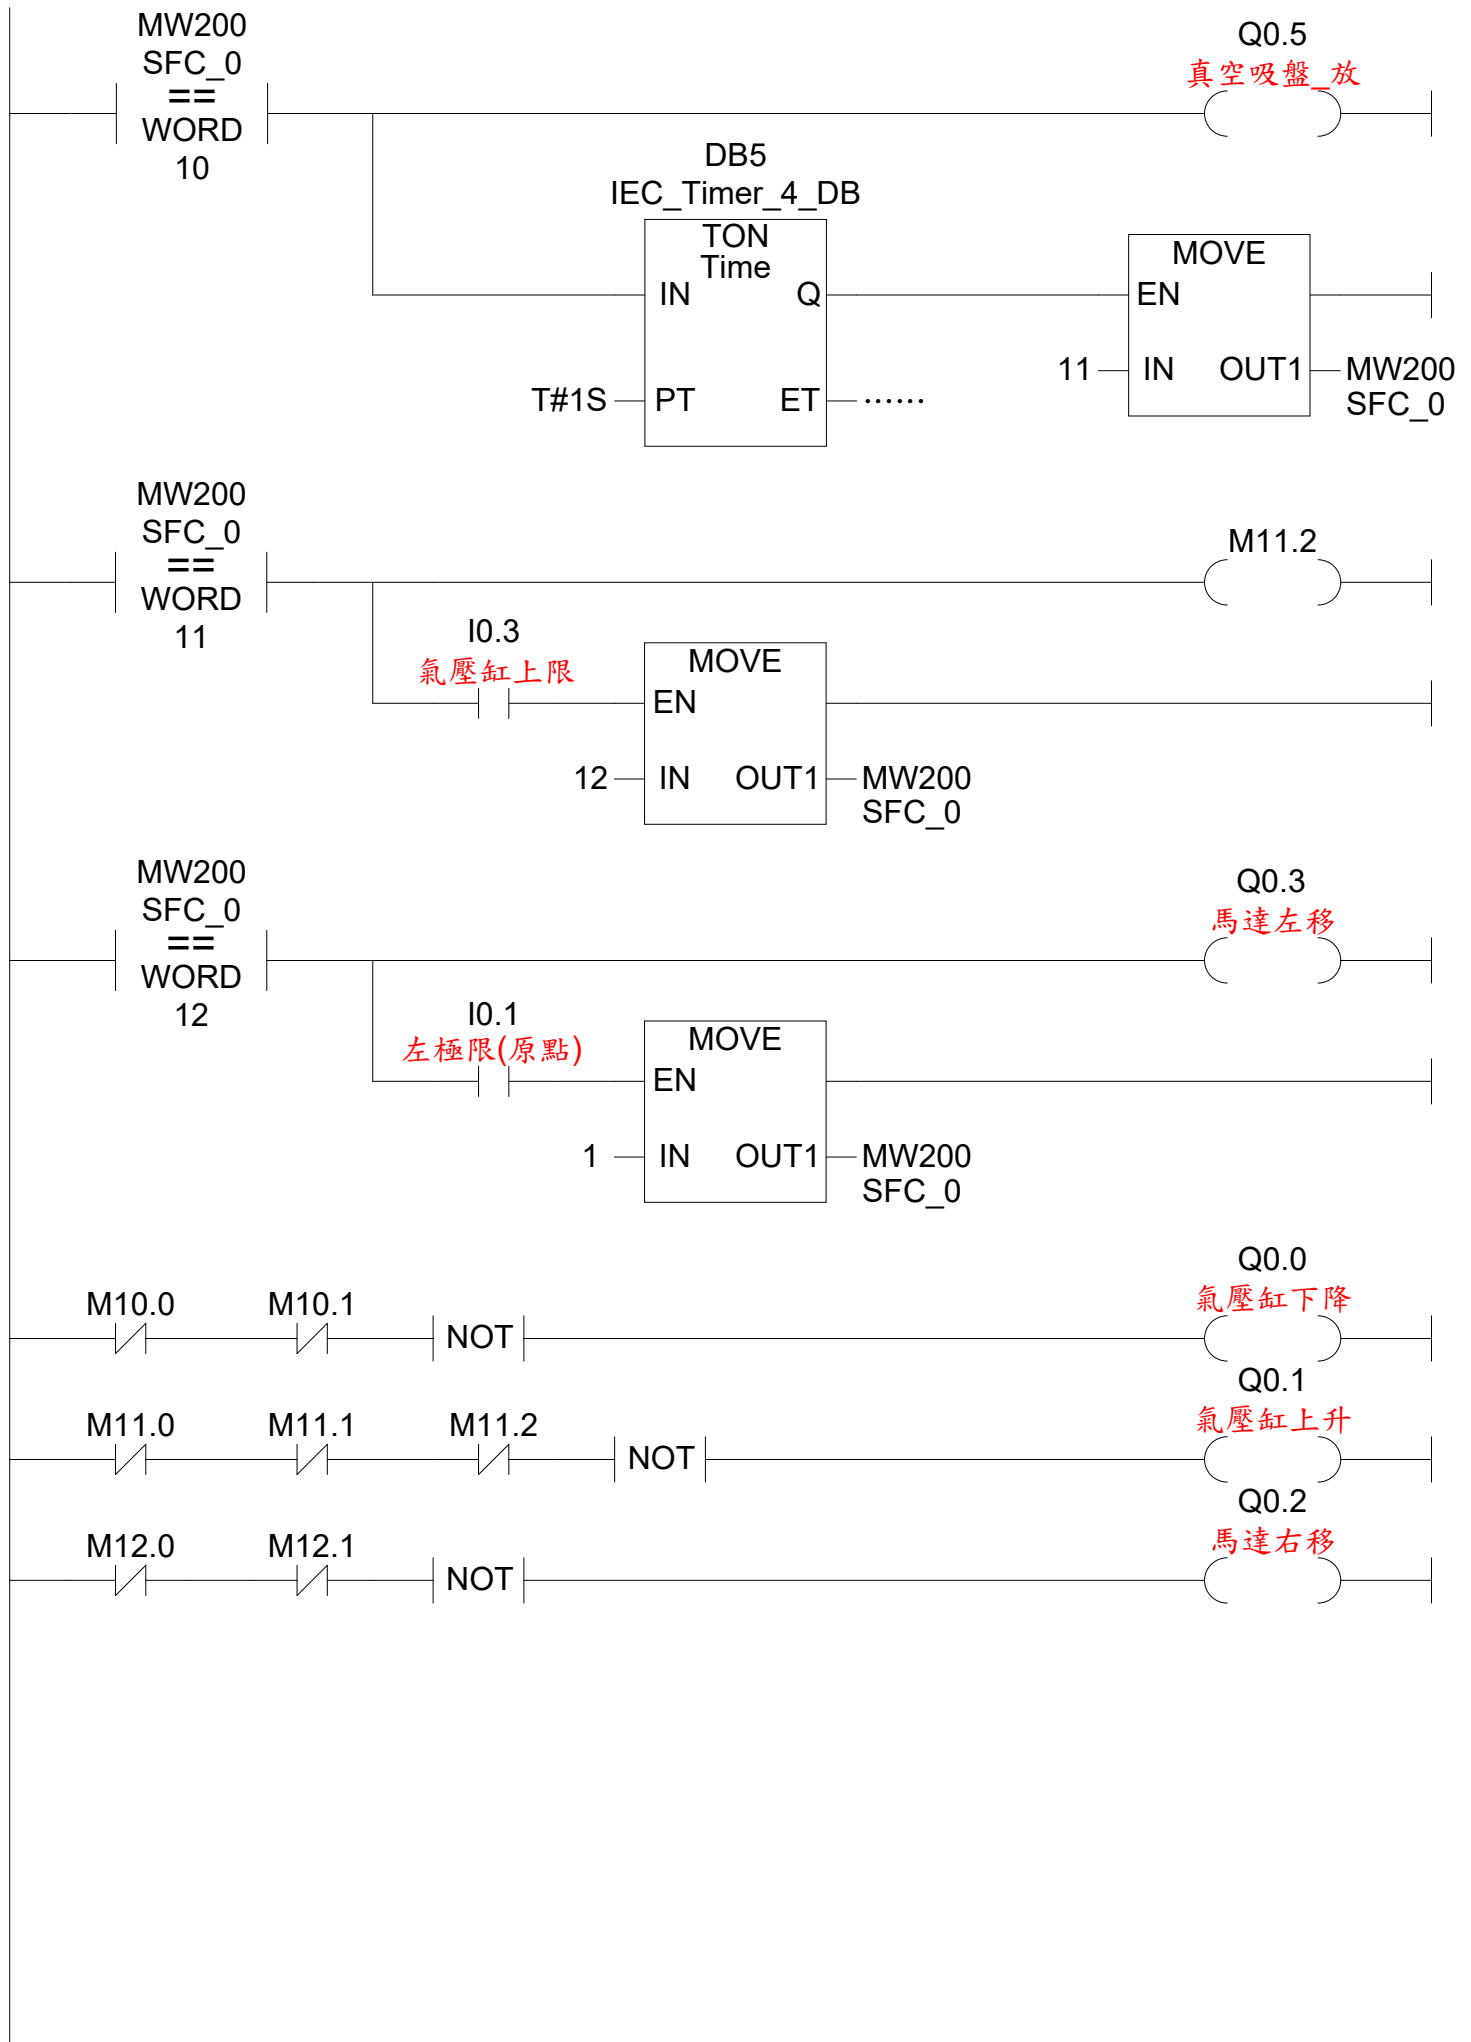 MW200
SFC_0
==
WORD
10
Q0.5
真空吸盤_放
DB5
IEC_Timer_4_DB
TON
Time
IN Q
T#1S PT ET ......
MOVE
EN
11 IN OUT1 MW200
SFC_0
MW200
SFC_0
==
WORD
11
M11.2
I0.3
氣壓缸上限
MOVE
EN
12 IN OUT1 MW200
SFC_0
MW200
SFC_0
==
WORD
12
Q0.3
馬達左移
I0.1
左極限(原點)
MOVE
EN
1 IN OUT1 MW200
SFC_0
Q0.0
氣壓缸下降
M10.0 M10.1
NOT
Q0.1
氣壓缸上升
M11.0 M11.1 M11.2
NOT
Q0.2
馬達右移
M12.0 M12.1
NOT